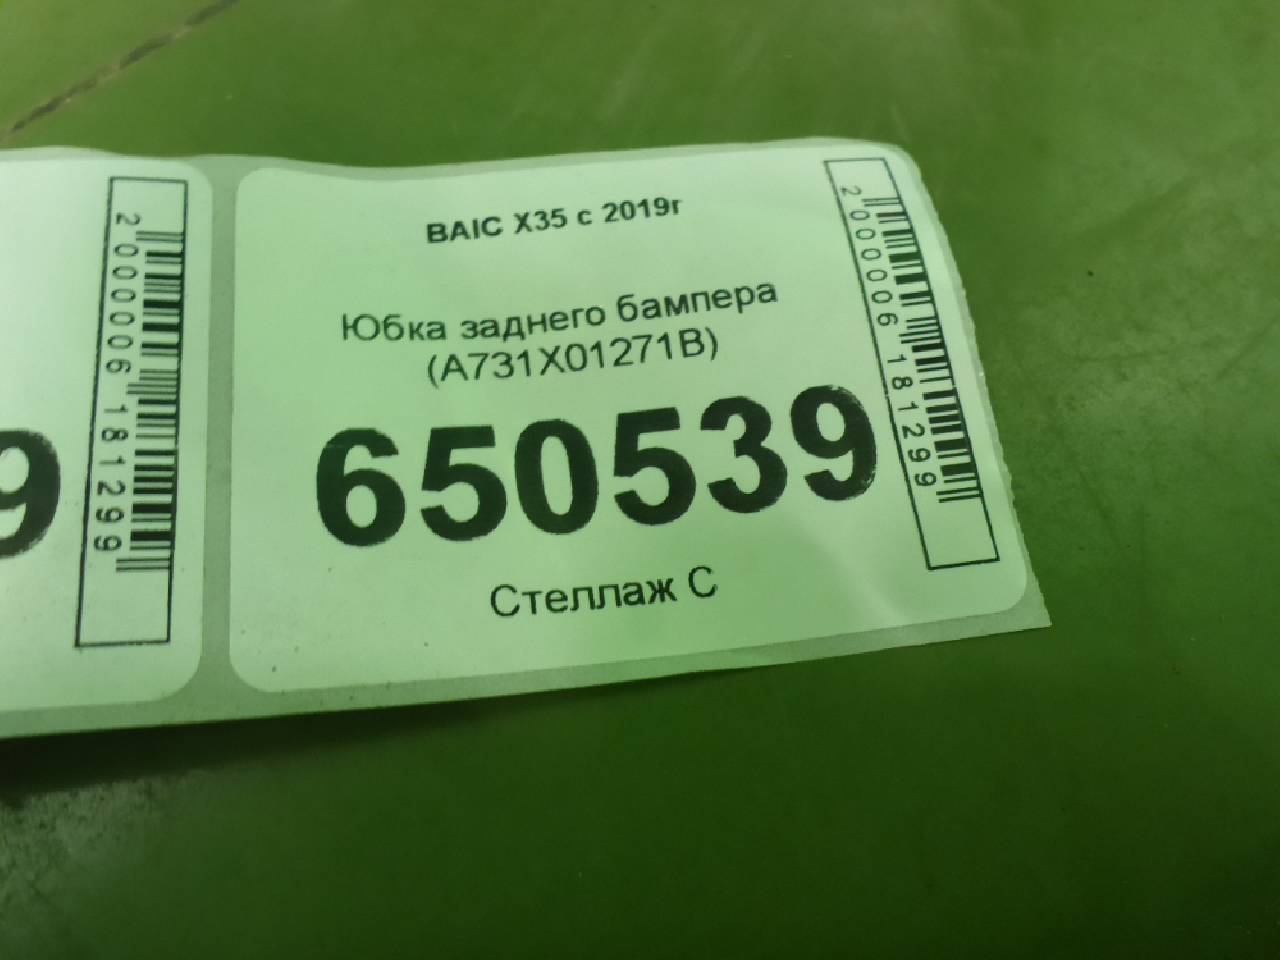 9
2000006181299
BAIC X35 с 2019г
Юбка заднего бампера
(A731X01271B)
650539
Стеллаж С
2000006181299